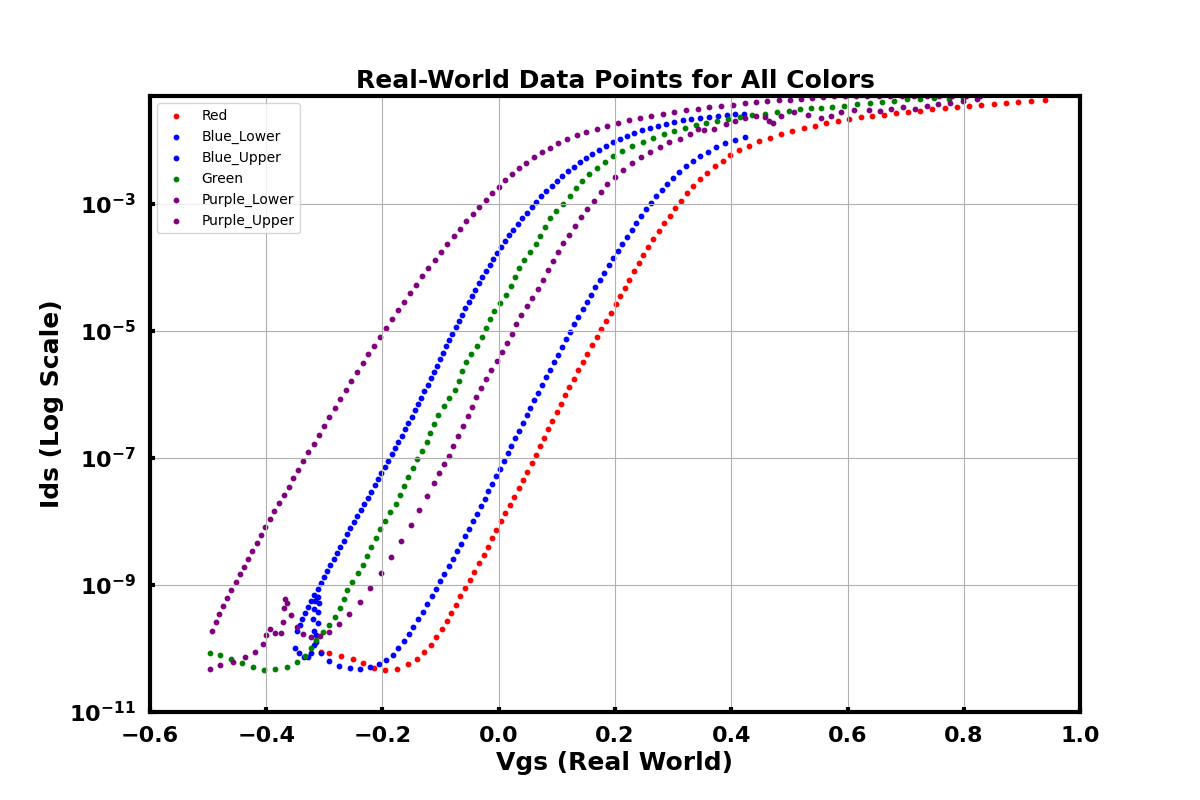 Real-World Data Points for All Colors
Red
Blue_Lower
Blue_Upper
Green
Purple_Lower
Purple_Upper
Ids (Log Scale)
10⁻³
10⁻⁵
10⁻⁷
10⁻⁹
10⁻¹¹
−0.6 −0.4 −0.2 0.0 0.2 0.4 0.6 0.8 1.0
Vgs (Real World)